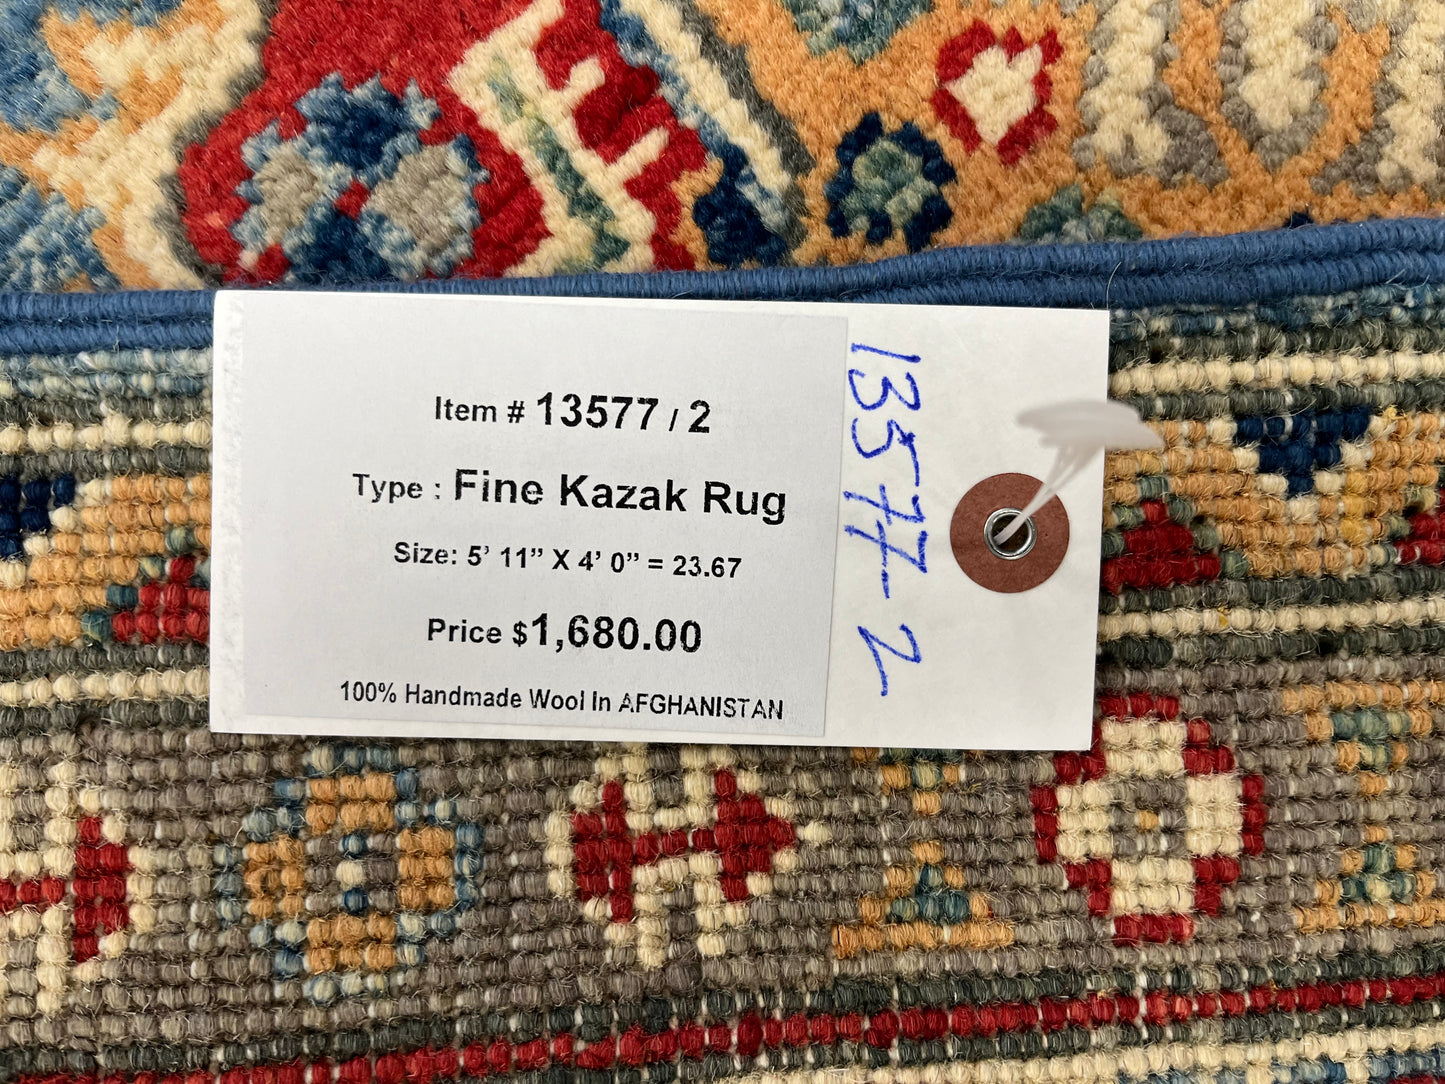 Item # 13577 / 2
Type : Fine Kazak Rug
Size: 5’ 11” X 4’ 0” = 23.67
Price $1,680.00
100% Handmade Wool In AFGHANISTAN
13577-2